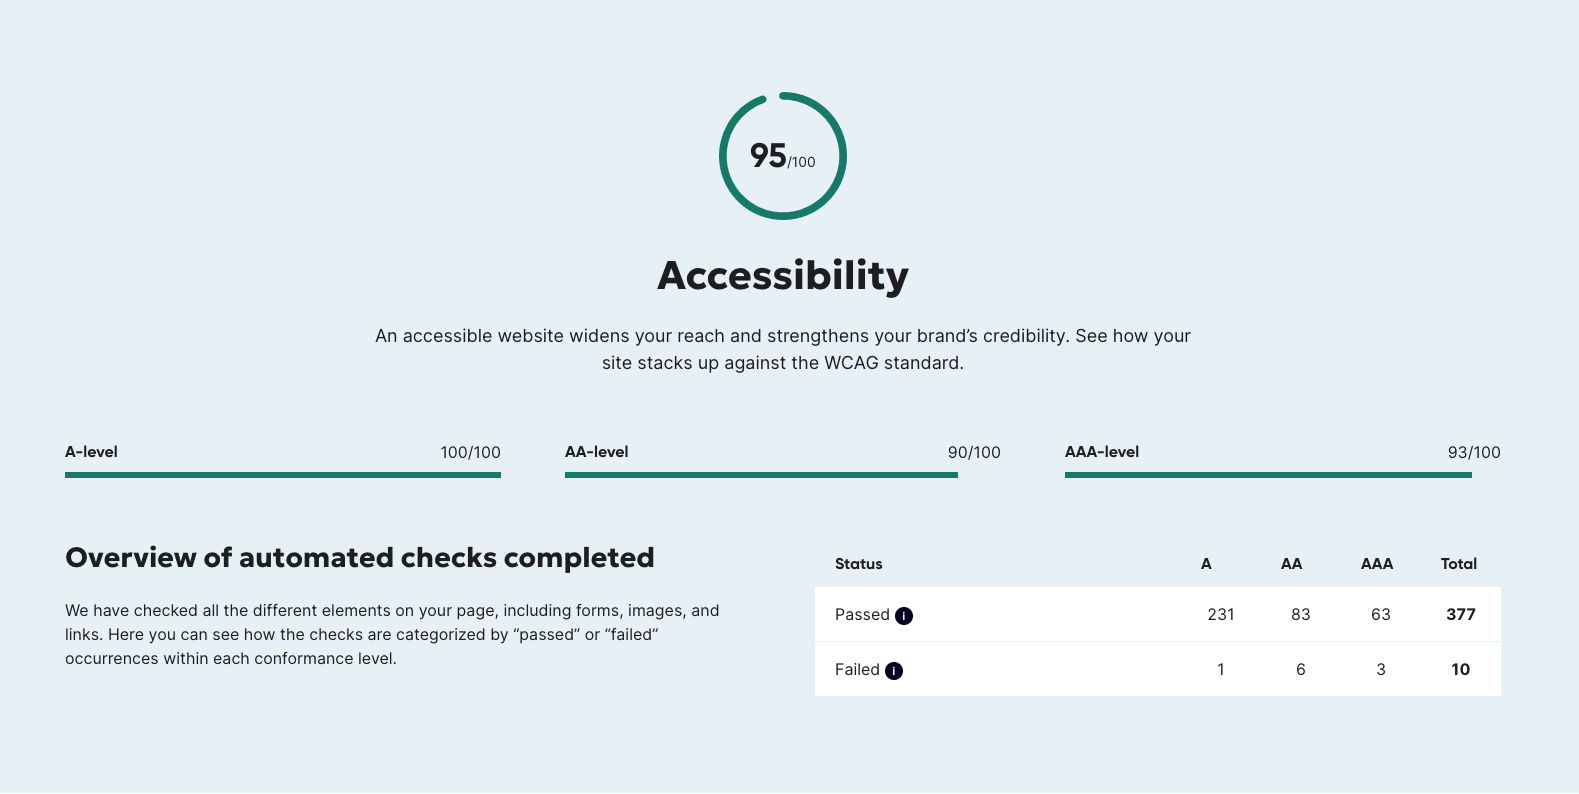 95/100
Accessibility
An accessible website widens your reach and strengthens your brand’s credibility. See how your
site stacks up against the WCAG standard.
A-level 100/100
AA-level 90/100
AAA-level 93/100
Overview of automated checks completed
We have checked all the different elements on your page, including forms, images, and
links. Here you can see how the checks are categorized by “passed” or “failed”
occurrences within each conformance level.
Status A AA AAA Total
Passed i 231 83 63 377
Failed i 1 6 3 10